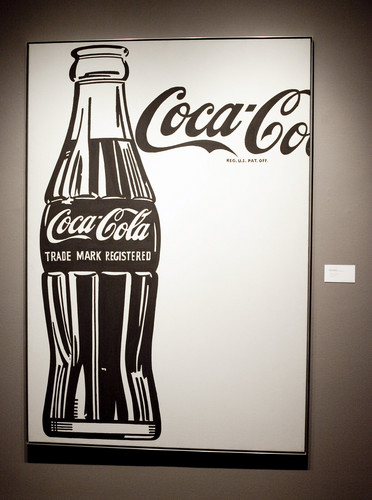 Coca-Co
REG. U.S. PAT. OFF.
Coca-Cola
TRADE MARK REGISTERED